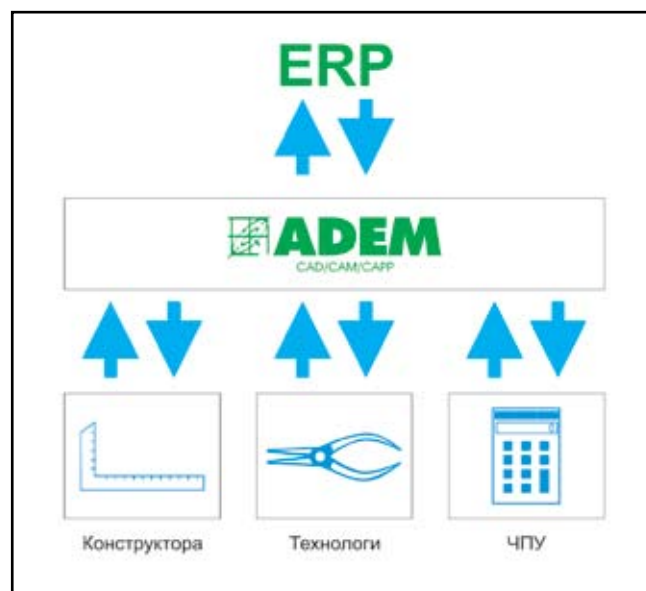 ERP
ADEM
CAD/CAM/CAPP
Конструктора
Технологи
ЧПУ